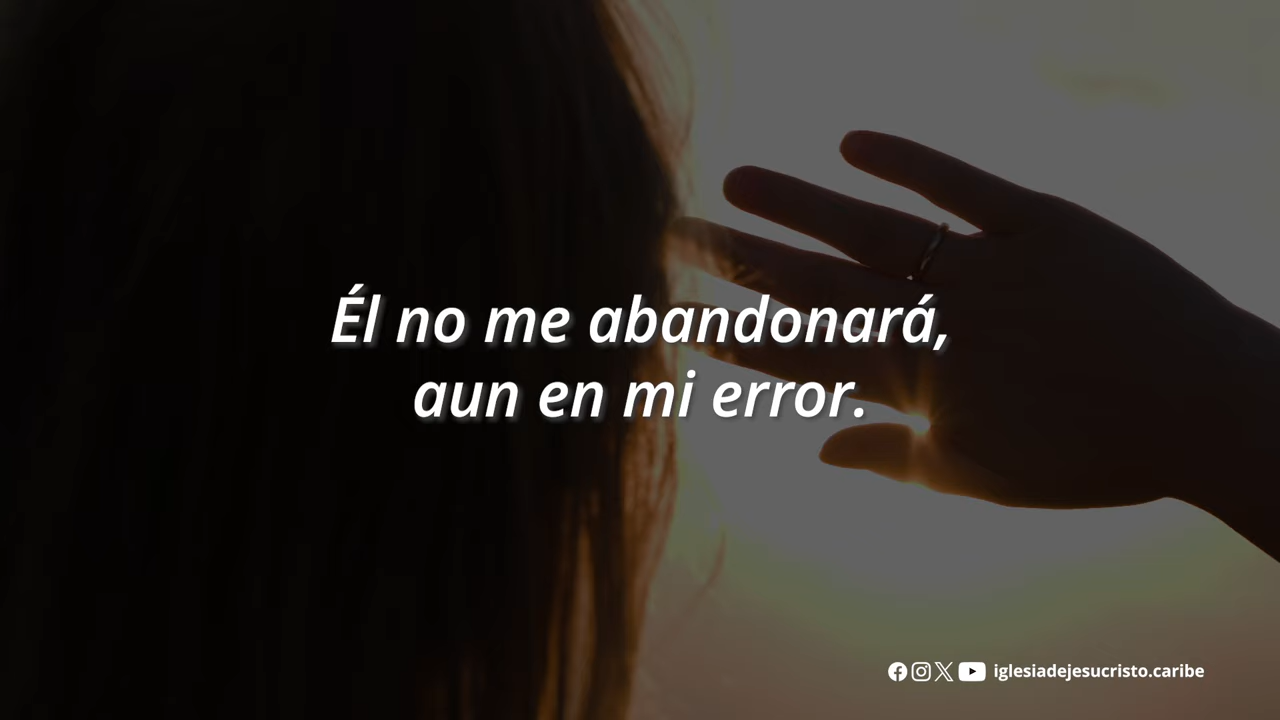 Él no me abandonará,
aun en mi error.
iglesiadejesucristo.caribe